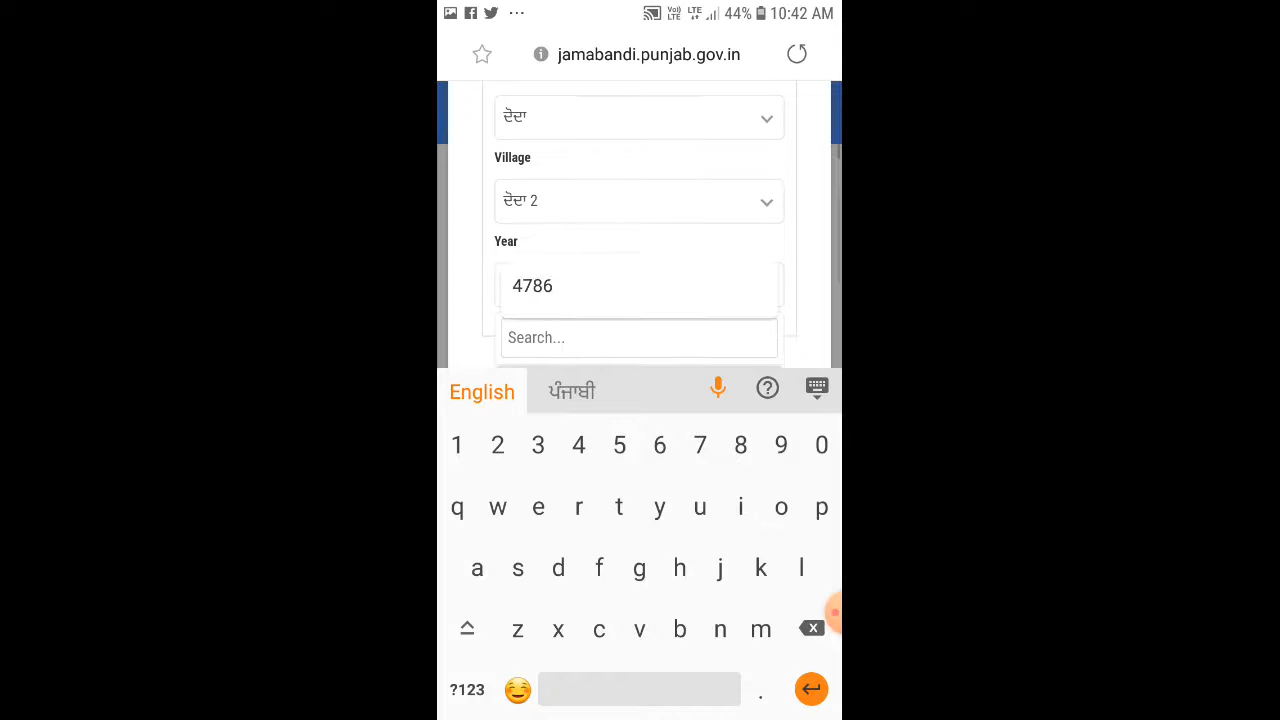 44% 10:42 AM
jamabandi.punjab.gov.in
ਦੋਦਾ
Village
ਦੋਦਾ 2
Year
4786
Search...
English ਪੰਜਾਬੀ
1 2 3 4 5 6 7 8 9 0
q w e r t y u i o p
a s d f g h j k l
z x c v b n m
?123 .